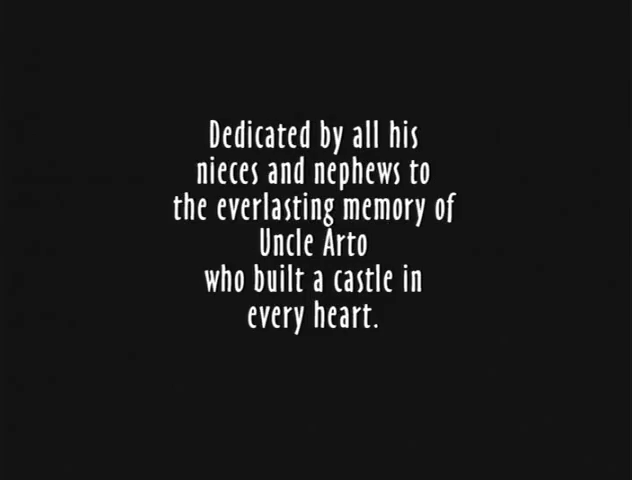 Dedicated by all his
nieces and nephews to
the everlasting memory of
Uncle Arto
who built a castle in
every heart.